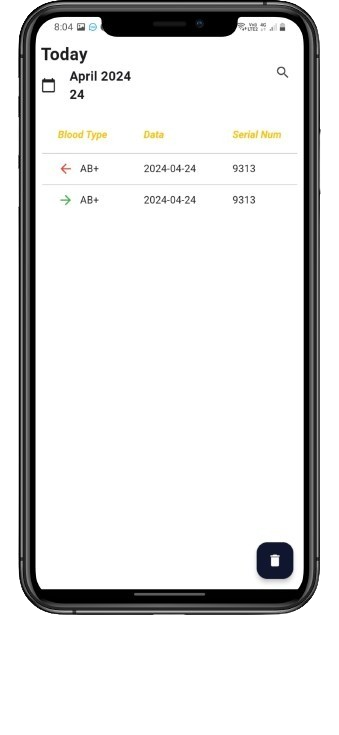 8:04
Today
April 2024
24
Blood Type Data Serial Num
AB+ 2024-04-24 9313
AB+ 2024-04-24 9313